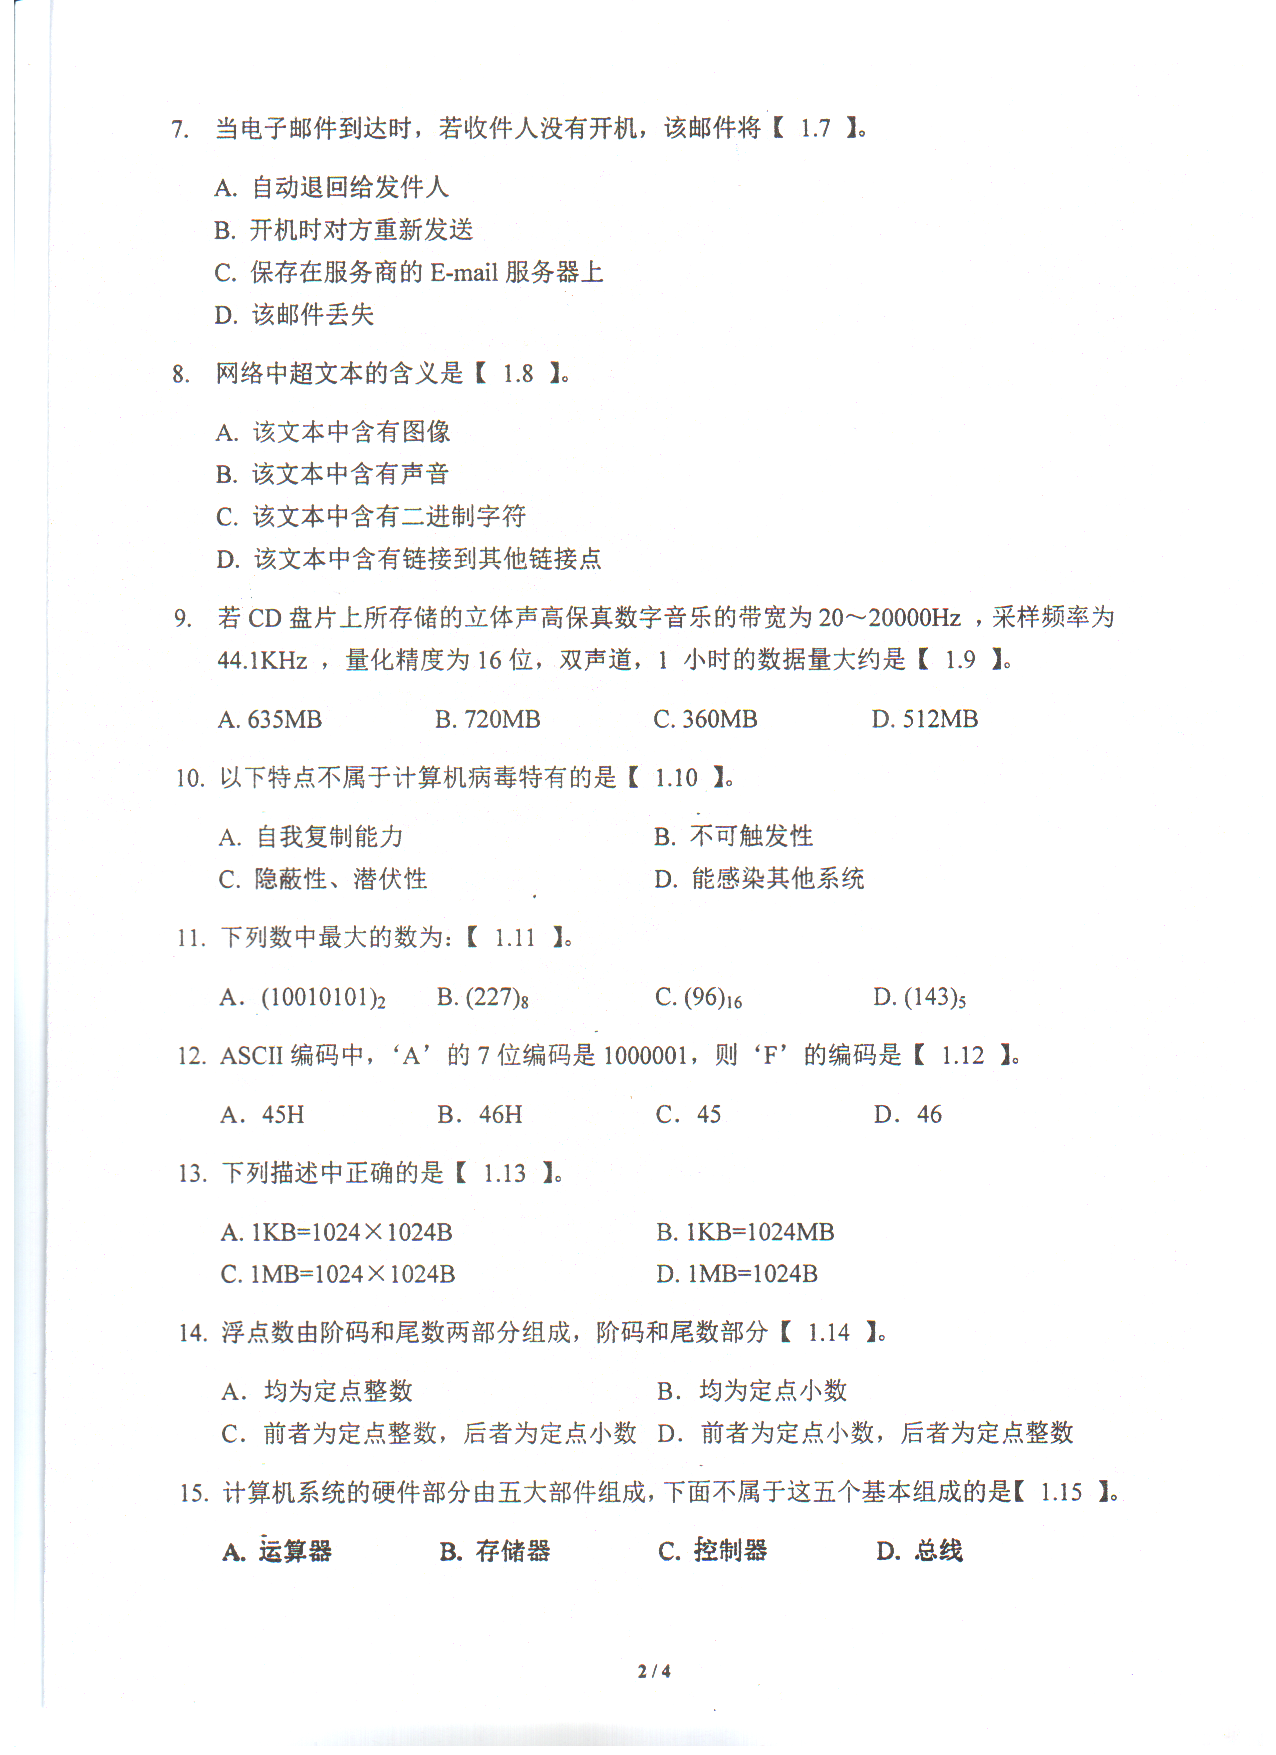 7. 当电子邮件到达时，若收件人没有开机，该邮件将【 1.7 】。
A. 自动退回给发件人
B. 开机时对方重新发送
C. 保存在服务商的 E-mail 服务器上
D. 该邮件丢失
8. 网络中超文本的含义是【 1.8 】。
A. 该文本中含有图像
B. 该文本中含有声音
C. 该文本中含有二进制字符
D. 该文本中含有链接到其他链接点
9. 若 CD 盘片上所存储的立体声高保真数字音乐的带宽为 20～20000Hz ，采样频率为
44.1KHz ，量化精度为 16 位，双声道，1 小时的数据量大约是【 1.9 】。
A. 635MB B. 720MB C. 360MB D. 512MB
10. 以下特点不属于计算机病毒特有的是【 1.10 】。
A. 自我复制能力 B. 不可触发性
C. 隐蔽性、潜伏性 D. 能感染其他系统
11. 下列数中最大的数为:【 1.11 】。
A．(10010101)₂ B. (227)₈ C. (96)₁₆ D. (143)₅
12. ASCII 编码中，‘A’ 的 7 位编码是 1000001，则 ‘F’ 的编码是【 1.12 】。
A．45H B．46H C．45 D．46
13. 下列描述中正确的是【 1.13 】。
A. 1KB=1024×1024B B. 1KB=1024MB
C. 1MB=1024×1024B D. 1MB=1024B
14. 浮点数由阶码和尾数两部分组成，阶码和尾数部分【 1.14 】。
A．均为定点整数 B．均为定点小数
C．前者为定点整数，后者为定点小数 D．前者为定点小数，后者为定点整数
15. 计算机系统的硬件部分由五大部件组成，下面不属于这五个基本组成的是【 1.15 】。
A. 运算器 B. 存储器 C. 控制器 D. 总线
2 / 4